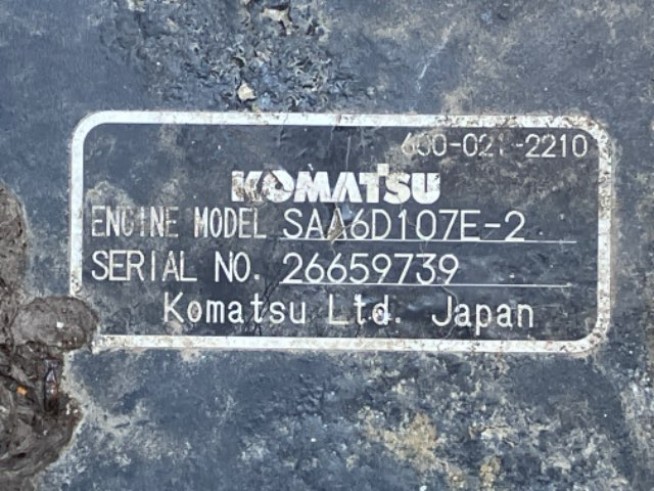 600-021-2210
KOMATSU
ENGINE MODEL SAA6D107E-2
SERIAL NO. 26659739
Komatsu Ltd. Japan